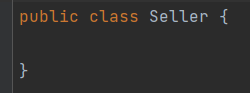 public class Seller {
}